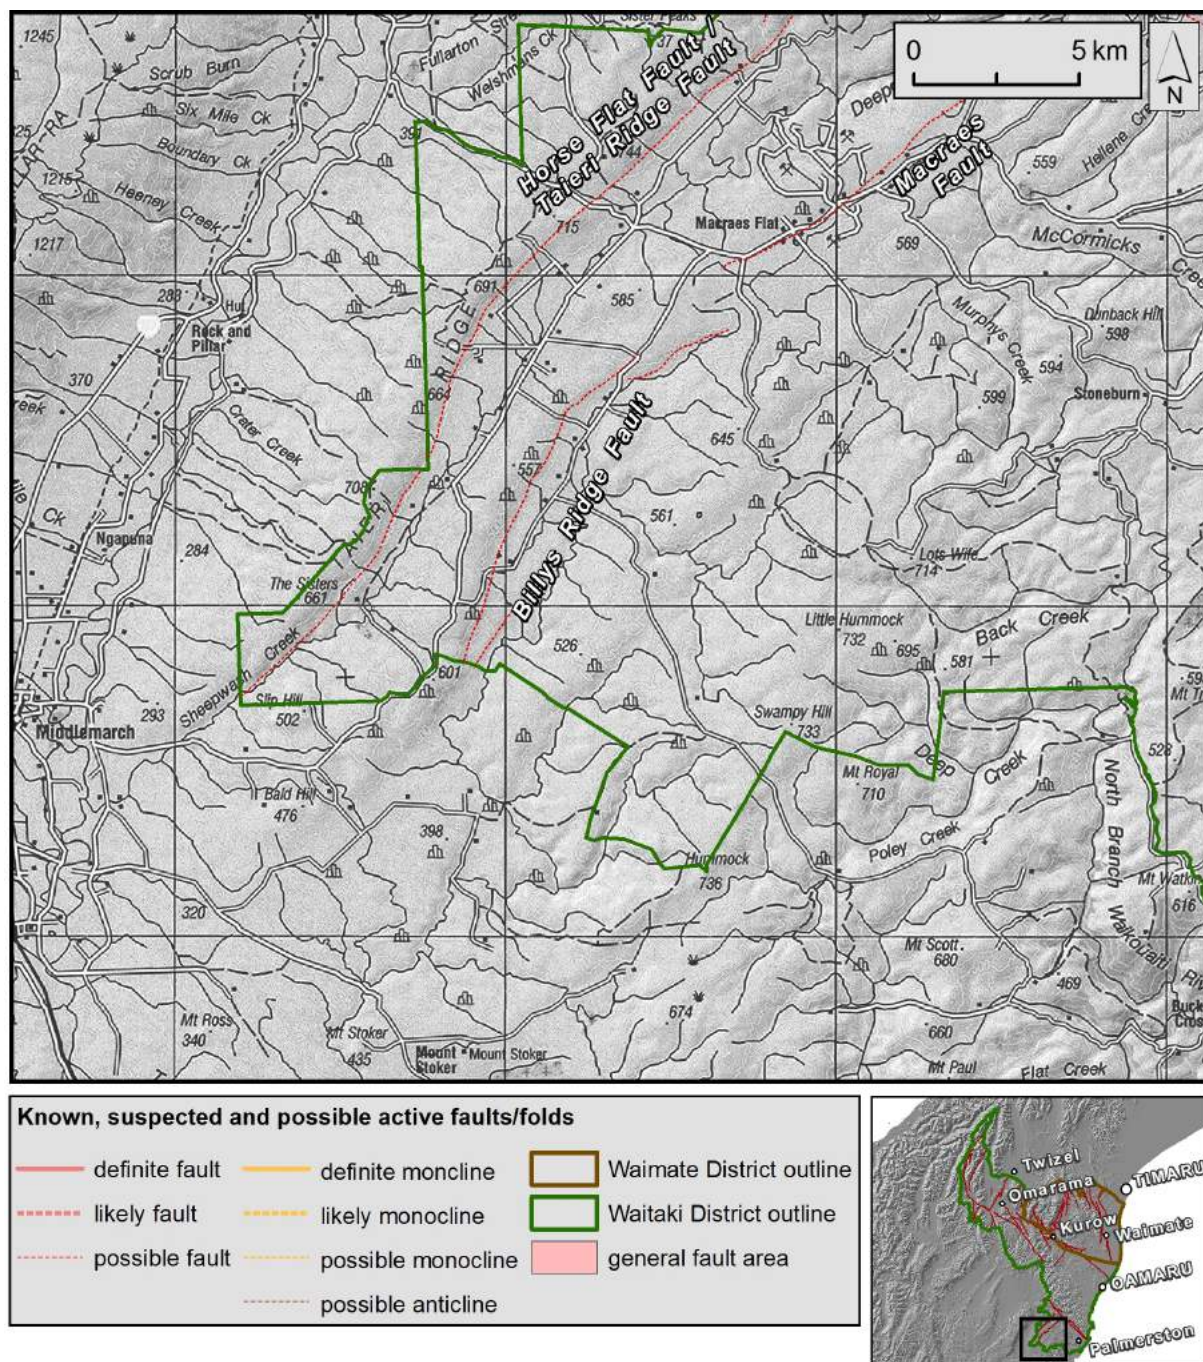 1245
Scrub Burn
Fullarton
Welshmans Ck
Sister Peaks
37
0 5 km
N
Six Mile Ck
391
Horse Flat Fault /
Taieri Ridge Fault
744
Boundary Ck
1215
Heeney Creek
1217
715
Macraes Flat
Macraes
Fault
559
Hellene
569
McCormicks
288
Hut
Rock and
Pillar
691
585
Murphys Creek
Dunback Hill
598
370
RIDGE
664
594
599
Stoneburn
Crater Creek
645
557
Billys Ridge Fault
708
TAIERI
561
Ngapuna
284
Lots Wife
714
The Sisters
661
Little Hummock
732
695
Back Creek
581
526
Sheepwash Creek
601
Slip Hill
502
293
Middlemarch
Swampy Hill
733
Deep Creek
528
Mt Royal
710
Bald Hill
476
398
Poley Creek
North Branch Waikouaiti
Hummock
736
616
320
Mt Scott
680
469
Mt Ross
340
Mt Stoker
435
Mount
Stoker
Mount Stoker
674
660
Mt Paul
Flat Creek
Known, suspected and possible active faults/folds
definite fault
definite moncline
Waimate District outline
likely fault
likely monocline
Waitaki District outline
possible fault
possible monocline
general fault area
possible anticline
Twizel
TIMARU
Omarama
Kurow
Waimate
OAMARU
Palmerston